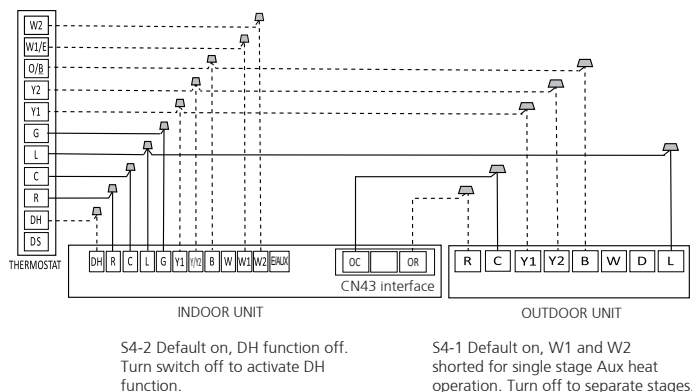 W2
W1/E
O/B
Y2
Y1
G
L
C
R
DH
DS
THERMOSTAT
DH R C L G Y1 Y/Y2 B W W1 W2 E/AUX
OC OR
CN43 interface
R C Y1 Y2 B W D L
INDOOR UNIT
OUTDOOR UNIT
S4-2 Default on, DH function off.
Turn switch off to activate DH
function.
S4-1 Default on, W1 and W2
shorted for single stage Aux heat
operation. Turn off to separate stages.